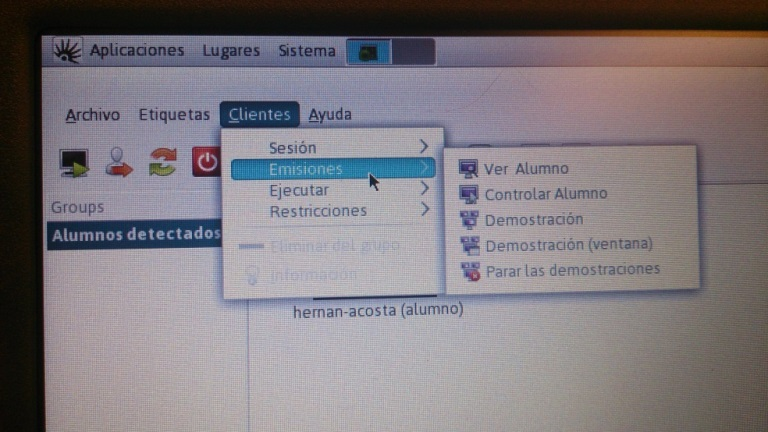 Aplicaciones Lugares Sistema
Archivo Etiquetas Clientes Ayuda
Sesión
Emisiones
Ejecutar
Restricciones
Eliminar del grupo
Información
Ver Alumno
Controlar Alumno
Demostración
Demostración (ventana)
Parar las demostraciones
Groups
Alumnos detectados
hernan-acosta (alumno)